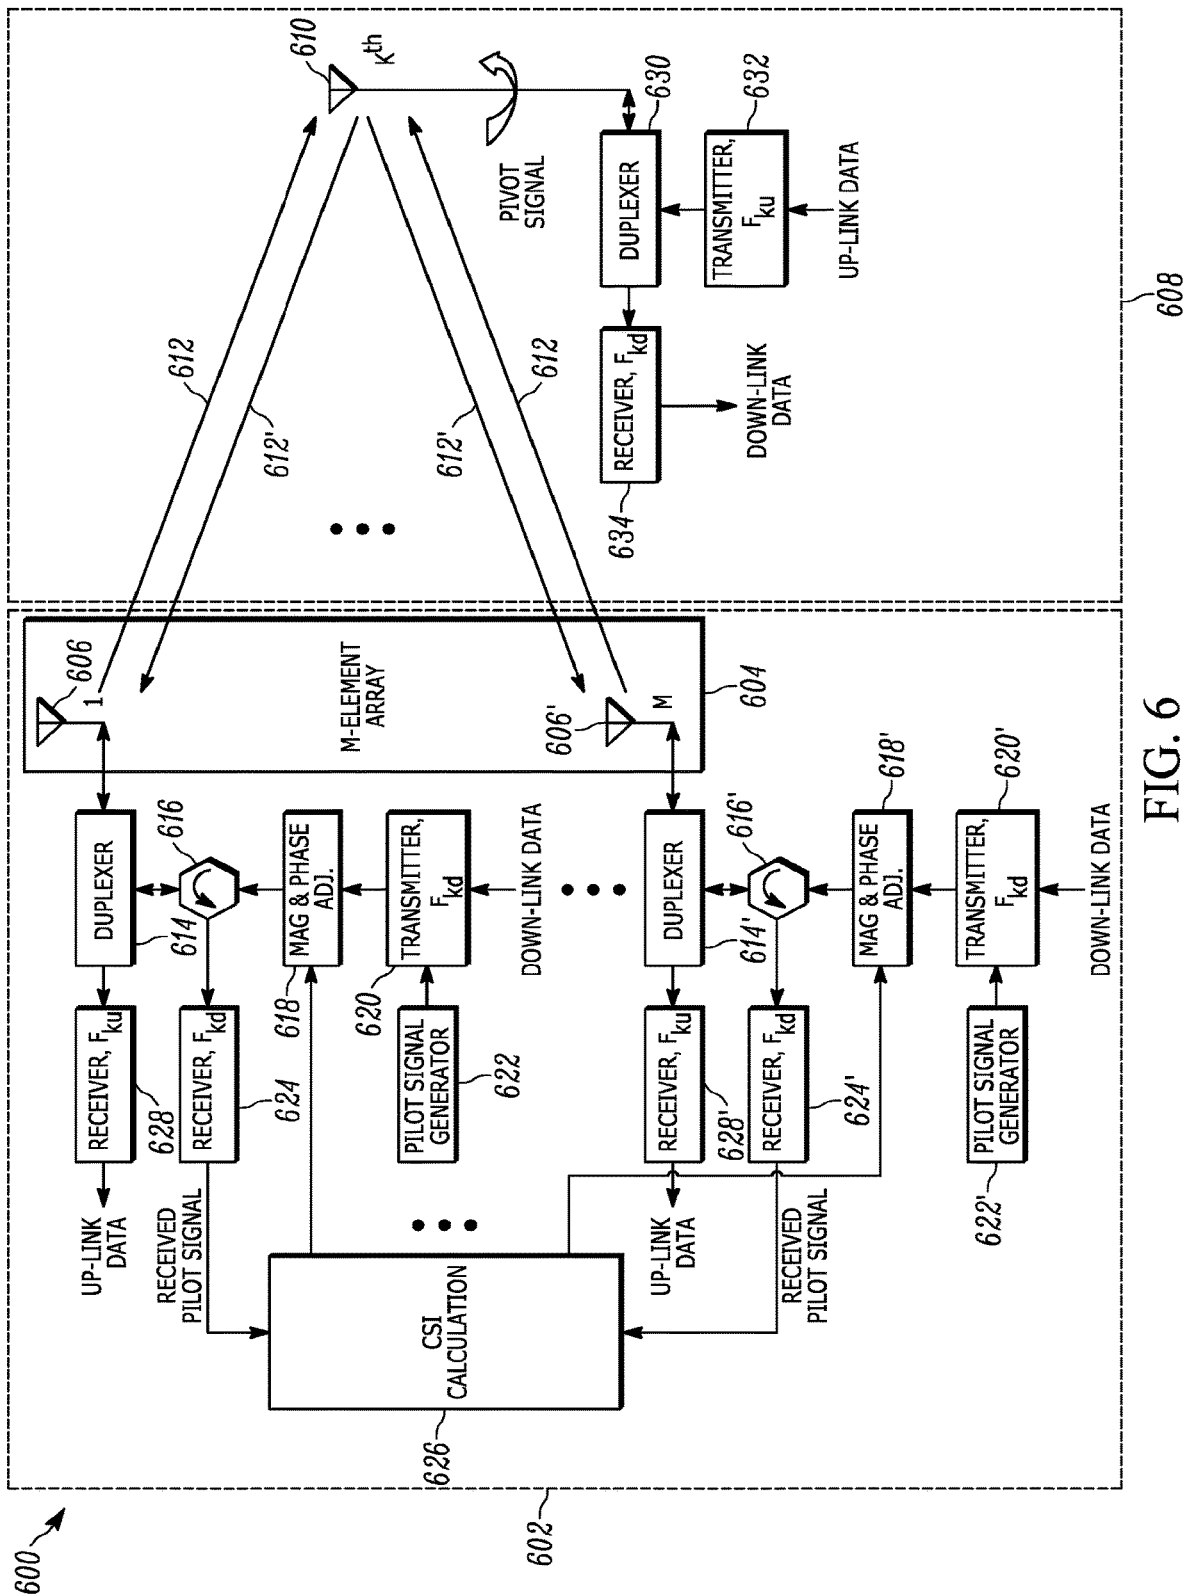 600
602
UP-LINK
DATA
RECEIVER, Fku
628
DUPLEXER
614
606
1
RECEIVED
PILOT SIGNAL
RECEIVER, Fkd
624
616
618
MAG & PHASE
ADJ.
620
TRANSMITTER,
Fkd
PILOT SIGNAL
GENERATOR
622
DOWN-LINK DATA
CSI
CALCULATION
626
M-ELEMENT
ARRAY
604
606'
M
UP-LINK
DATA
RECEIVER, Fku
628'
DUPLEXER
614'
616'
RECEIVED
PILOT SIGNAL
RECEIVER, Fkd
624'
MAG & PHASE
ADJ.
618'
PILOT SIGNAL
GENERATOR
622'
TRANSMITTER,
Fkd
620'
DOWN-LINK DATA
612
612'
612'
612
610
Kth
PIVOT
SIGNAL
DUPLEXER
630
RECEIVER, Fkd
634
TRANSMITTER,
Fku
632
DOWN-LINK
DATA
UP-LINK DATA
608
FIG. 6